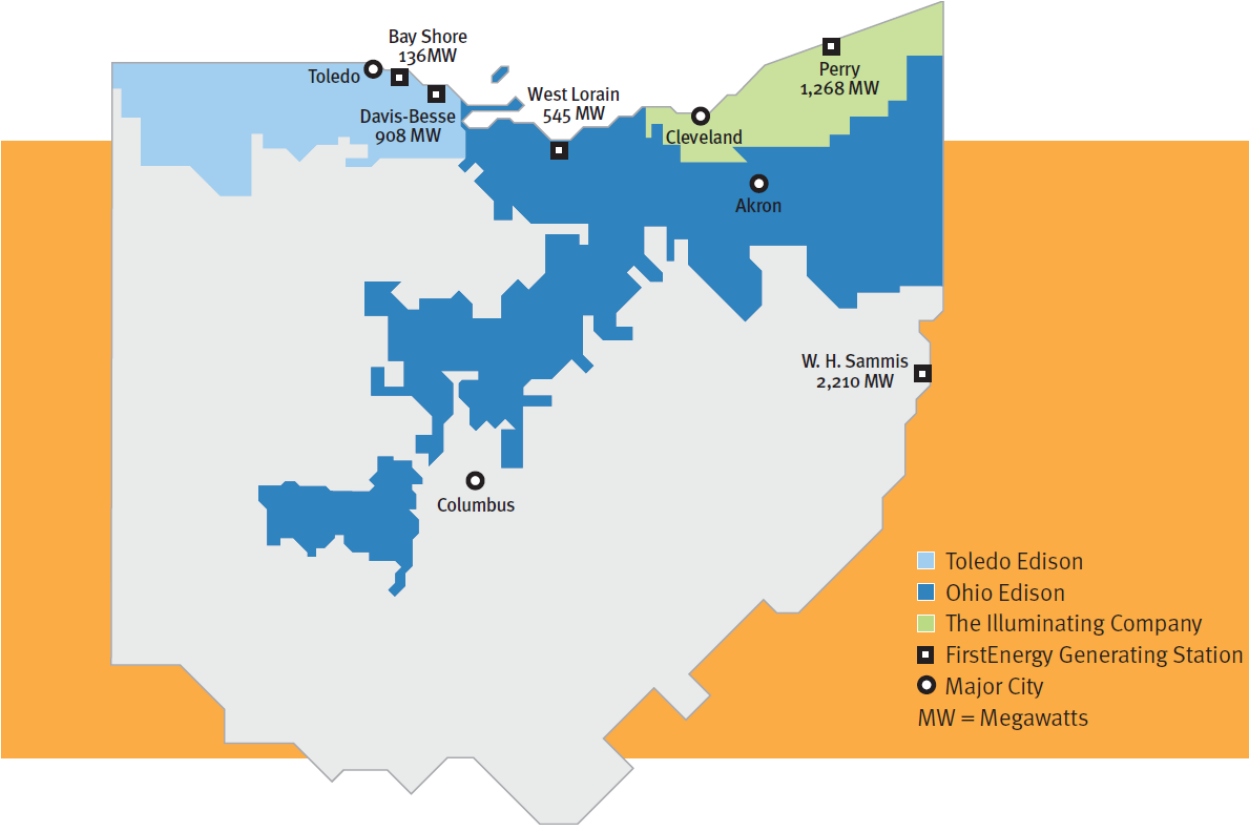 Bay Shore
136MW
Toledo
Davis-Besse
908 MW
West Lorain
545 MW
Perry
1,268 MW
Cleveland
Akron
W. H. Sammis
2,210 MW
Columbus
Toledo Edison
Ohio Edison
The Illuminating Company
FirstEnergy Generating Station
Major City
MW = Megawatts